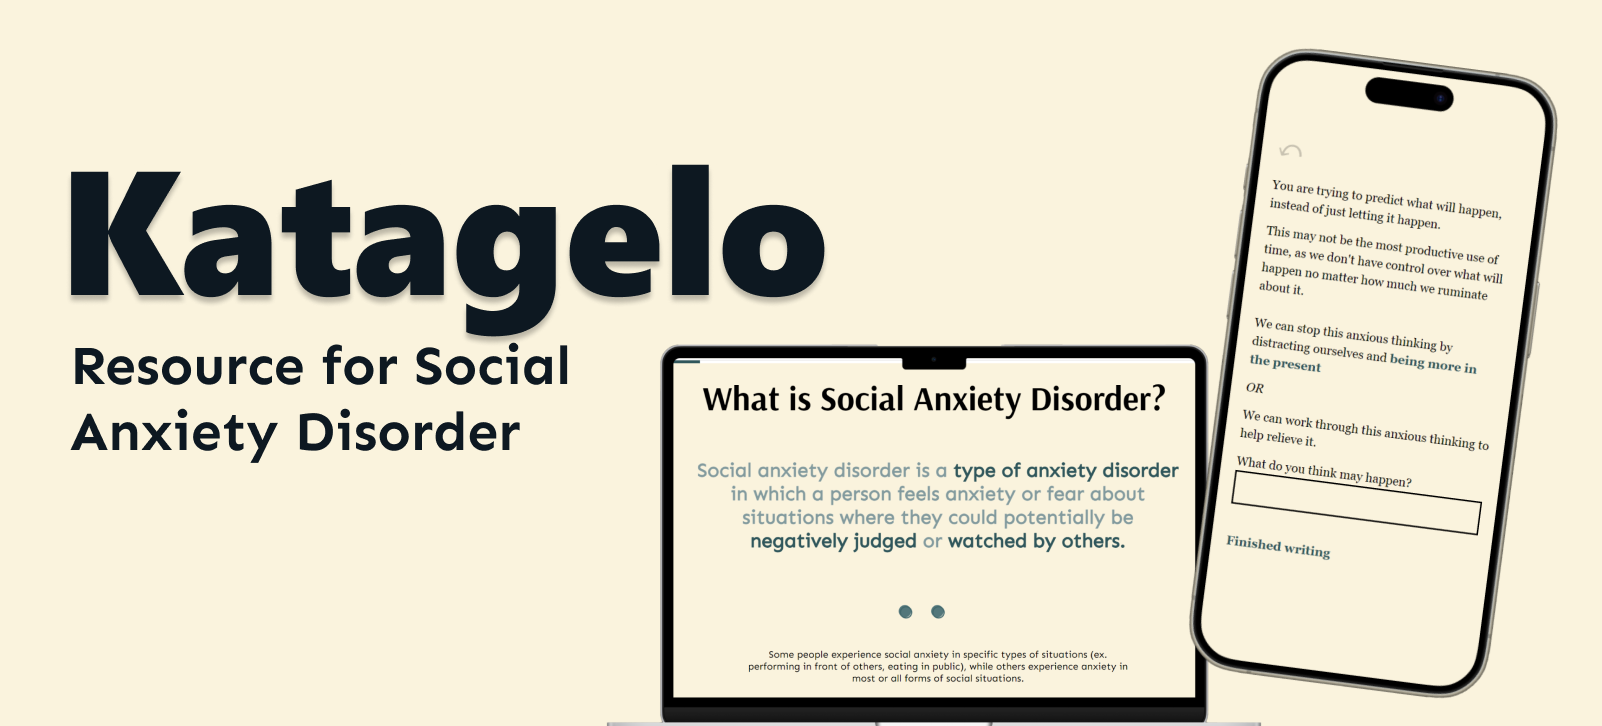 Katagelo
Resource for Social
Anxiety Disorder
What is Social Anxiety Disorder?
Social anxiety disorder is a type of anxiety disorder
in which a person feels anxiety or fear about
situations where they could potentially be
negatively judged or watched by others.
Some people experience social anxiety in specific types of situations (ex.
performing in front of others, eating in public), while others experience anxiety in
most or all forms of social situations.
You are trying to predict what will happen,
instead of just letting it happen.
This may not be the most productive use of
time, as we don't have control over what will
happen no matter how much we ruminate
about it.
We can stop this anxious thinking by
distracting ourselves and being more in
the present
OR
We can work through this anxious thinking to
help relieve it.
What do you think may happen?
Finished writing